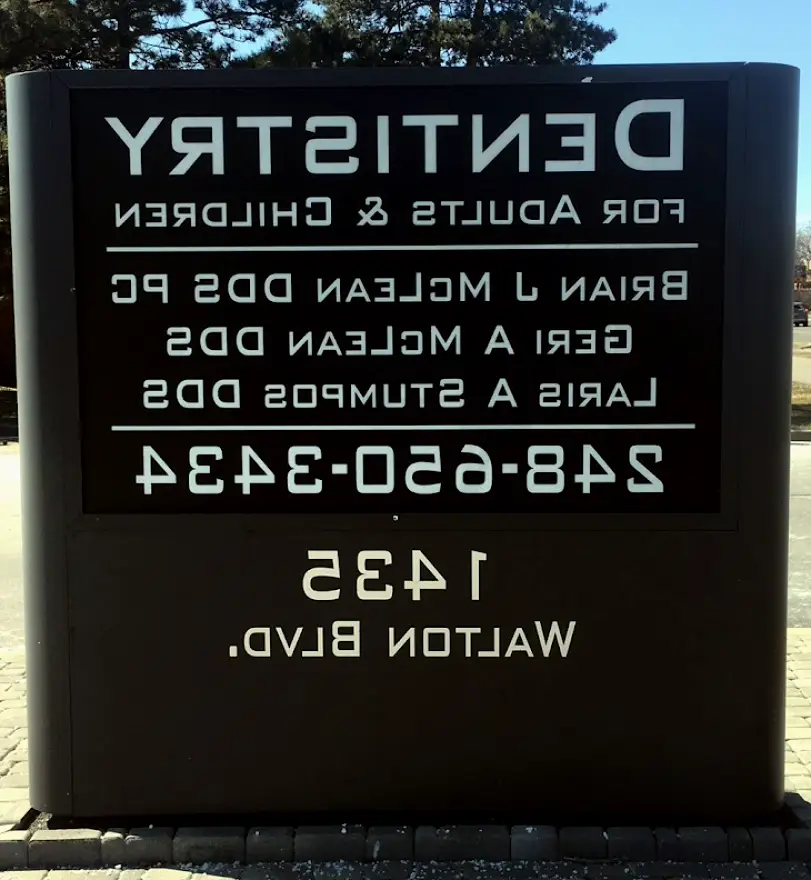 DENTISTRY
FOR ADULTS & CHILDREN
BRIAN J MCLEAN DDS PC
GERI A MCLEAN DDS
LARIS A STUMPOS DDS
248-650-3434
1435
WALTON BLVD.